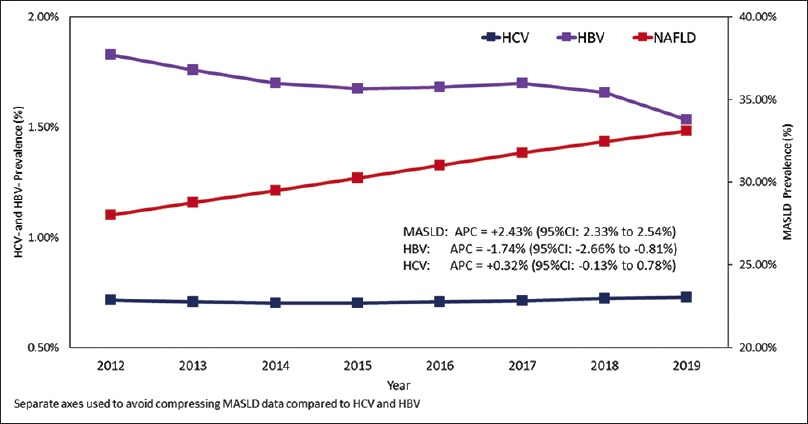 2.00%
1.50%
1.00%
0.50%
HCV- and HBV- Prevalence (%)
HCV HBV NAFLD
40.00%
35.00%
30.00%
25.00%
20.00%
MASLD Prevalence (%)
MASLD: APC = +2.43% (95%CI: 2.33% to 2.54%)
HBV: APC = -1.74% (95%CI: -2.66% to -0.81%)
HCV: APC = +0.32% (95%CI: -0.13% to 0.78%)
2012 2013 2014 2015 2016 2017 2018 2019
Year
Separate axes used to avoid compressing MASLD data compared to HCV and HBV